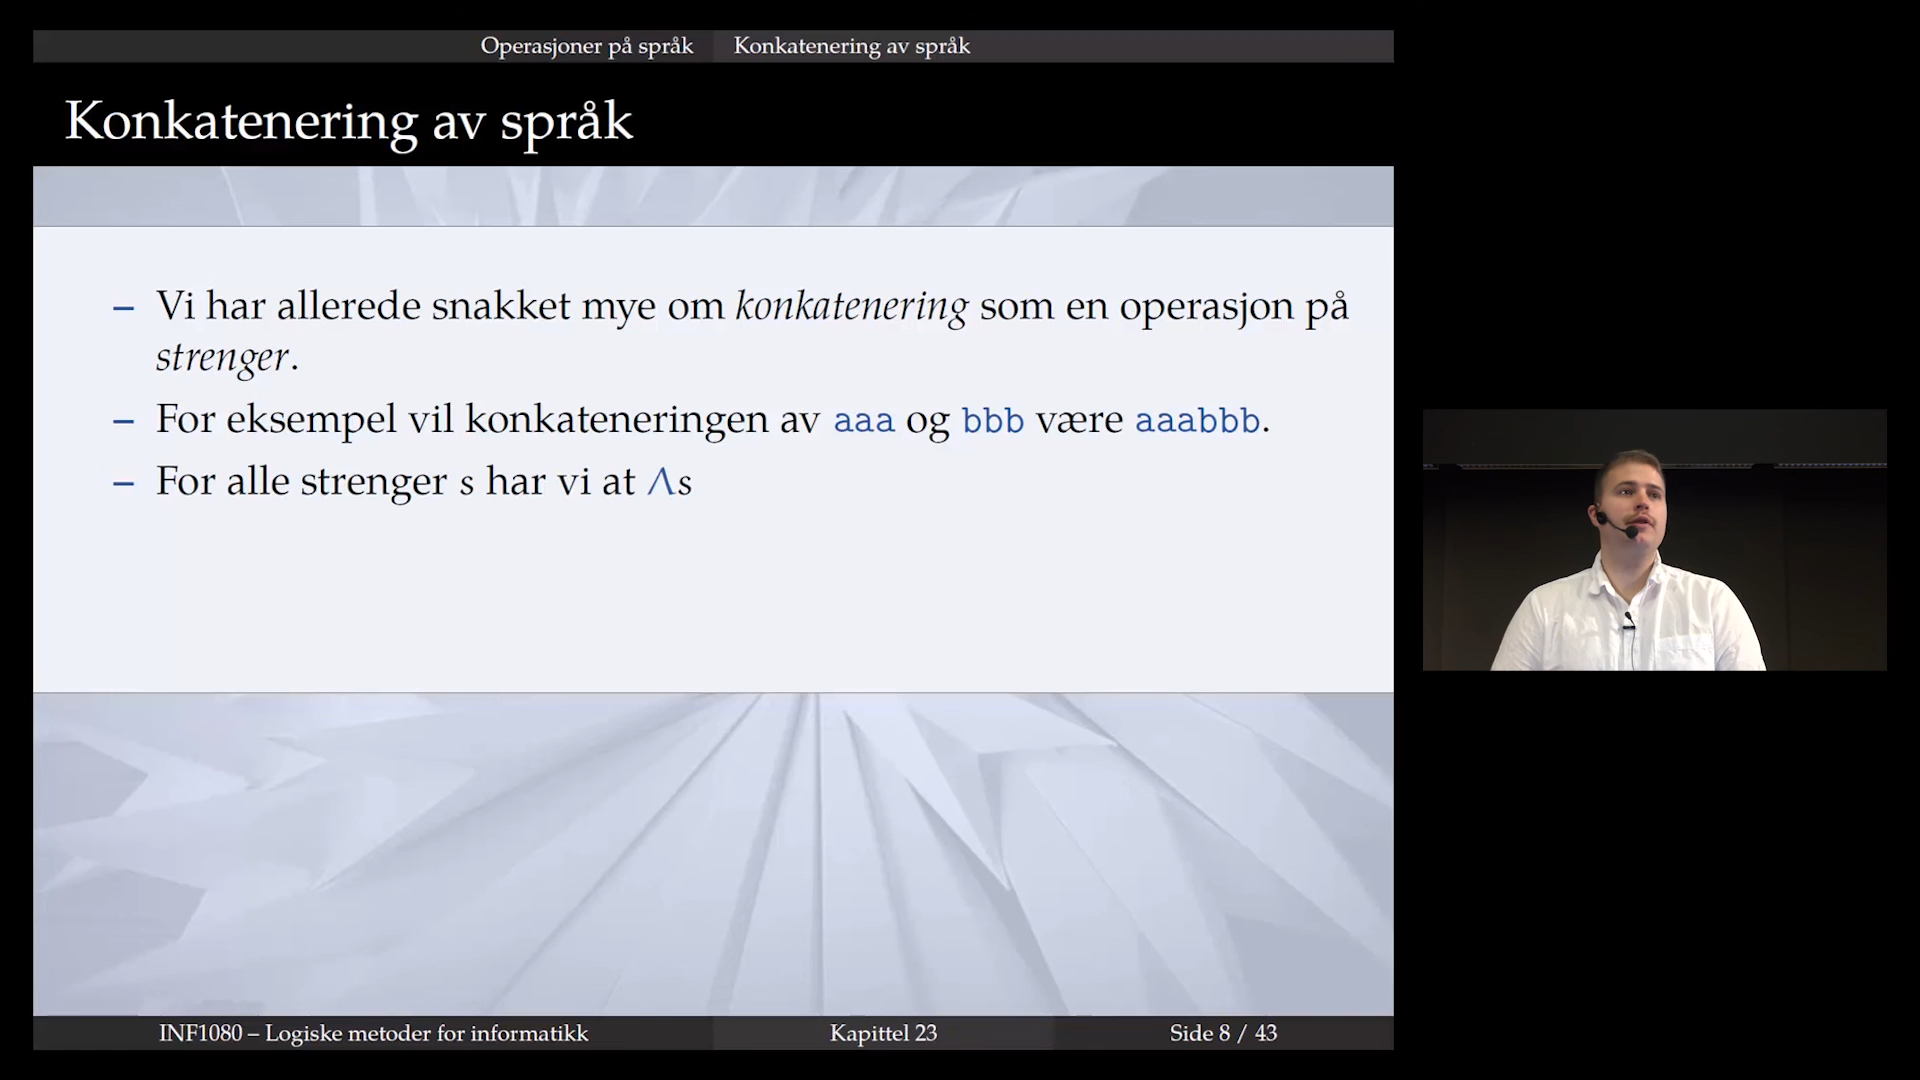 Operasjoner på språk Konkatenering av språk
Konkatenering av språk
– Vi har allerede snakket mye om konkatenering som en operasjon på
strenger.
– For eksempel vil konkateneringen av aaa og bbb være aaabbb.
– For alle strenger s har vi at Λs
INF1080 – Logiske metoder for informatikk Kapittel 23 Side 8 / 43